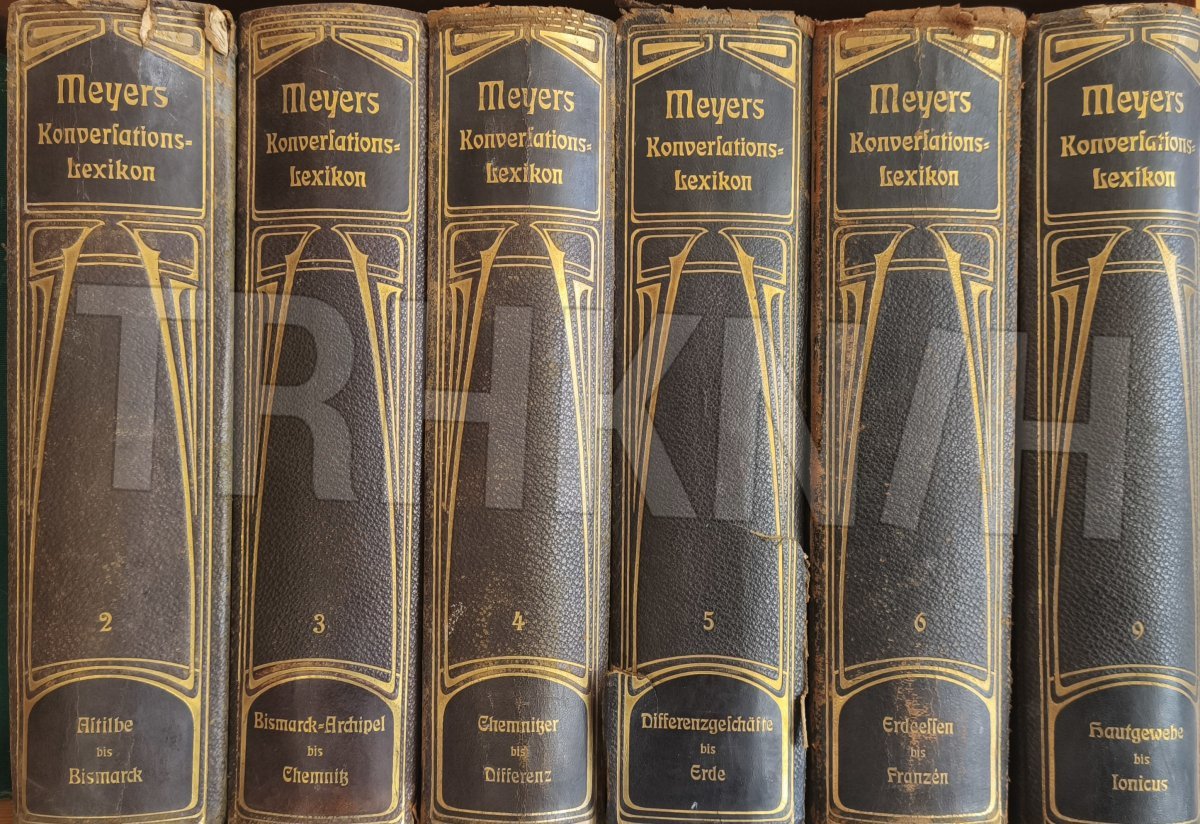 Meyers
Konverſations=
Lexikon
2
Aſtilbe
bis
Bismarck
Meyers
Konverſations=
Lexikon
3
Bismarck-Archipel
bis
Chemnitz
Meyers
Konverſations=
Lexikon
4
Chemnitzer
bis
Differenz
Meyers
Konverſations=
Lexikon
5
Differenzgeſchäfte
bis
Erde
Meyers
Konverſations=
Lexikon
6
Erdeeſſen
bis
Franzén
Meyers
Konverſations=
Lexikon
9
Hautgewebe
bis
Ionicus
TRHKN/H